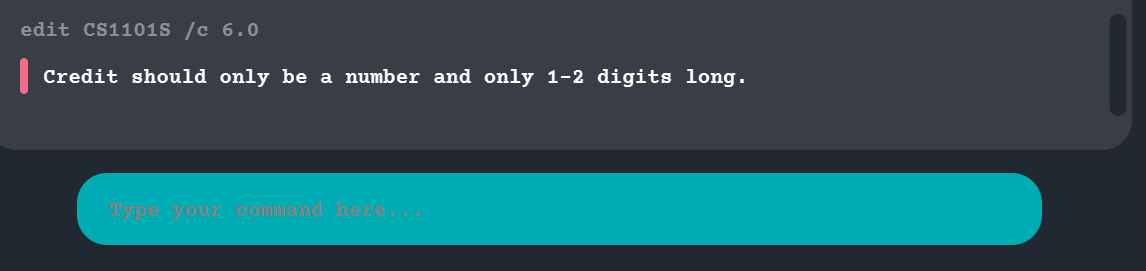 edit CS1101S /c 6.0
Credit should only be a number and only 1-2 digits long.
Type your command here...